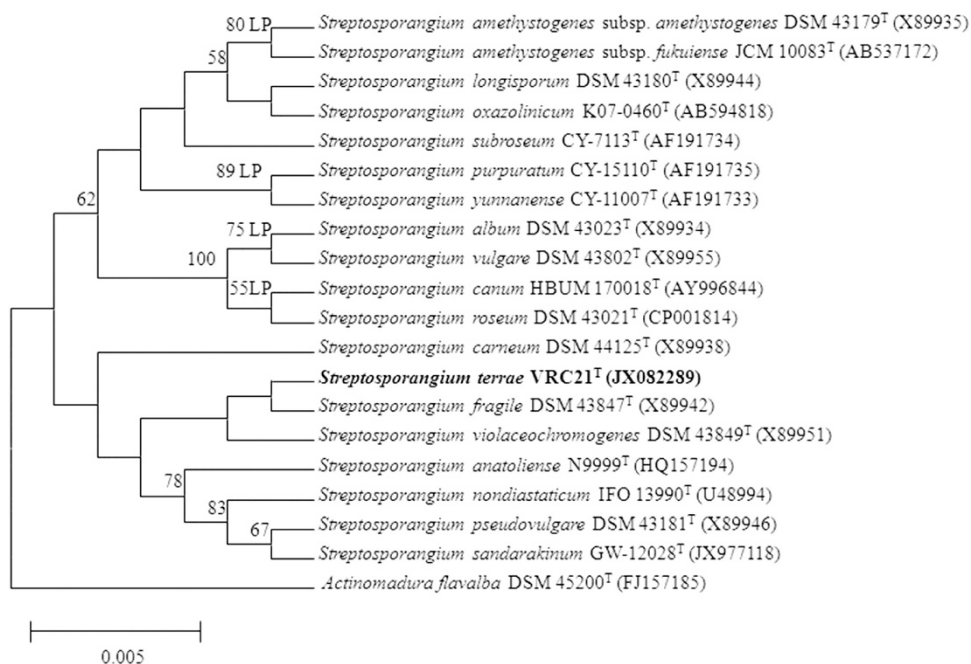 80 LP
Streptosporangium amethystogenes subsp. amethystogenes DSM 43179T (X89935)
Streptosporangium amethystogenes subsp. fukuiense JCM 10083T (AB537172)
58
Streptosporangium longisporum DSM 43180T (X89944)
Streptosporangium oxazolinicum K07-0460T (AB594818)
Streptosporangium subroseum CY-7113T (AF191734)
89 LP
Streptosporangium purpuratum CY-15110T (AF191735)
62
Streptosporangium yunnanense CY-11007T (AF191733)
75 LP
Streptosporangium album DSM 43023T (X89934)
100
Streptosporangium vulgare DSM 43802T (X89955)
55LP
Streptosporangium canum HBUM 170018T (AY996844)
Streptosporangium roseum DSM 43021T (CP001814)
Streptosporangium carneum DSM 44125T (X89938)
Streptosporangium terrae VRC21T (JX082289)
Streptosporangium fragile DSM 43847T (X89942)
Streptosporangium violaceochromogenes DSM 43849T (X89951)
Streptosporangium anatoliense N9999T (HQ157194)
78
Streptosporangium nondiastaticum IFO 13990T (U48994)
83
Streptosporangium pseudovulgare DSM 43181T (X89946)
67
Streptosporangium sandarakinum GW-12028T (JX977118)
Actinomadura flavalba DSM 45200T (FJ157185)
0.005